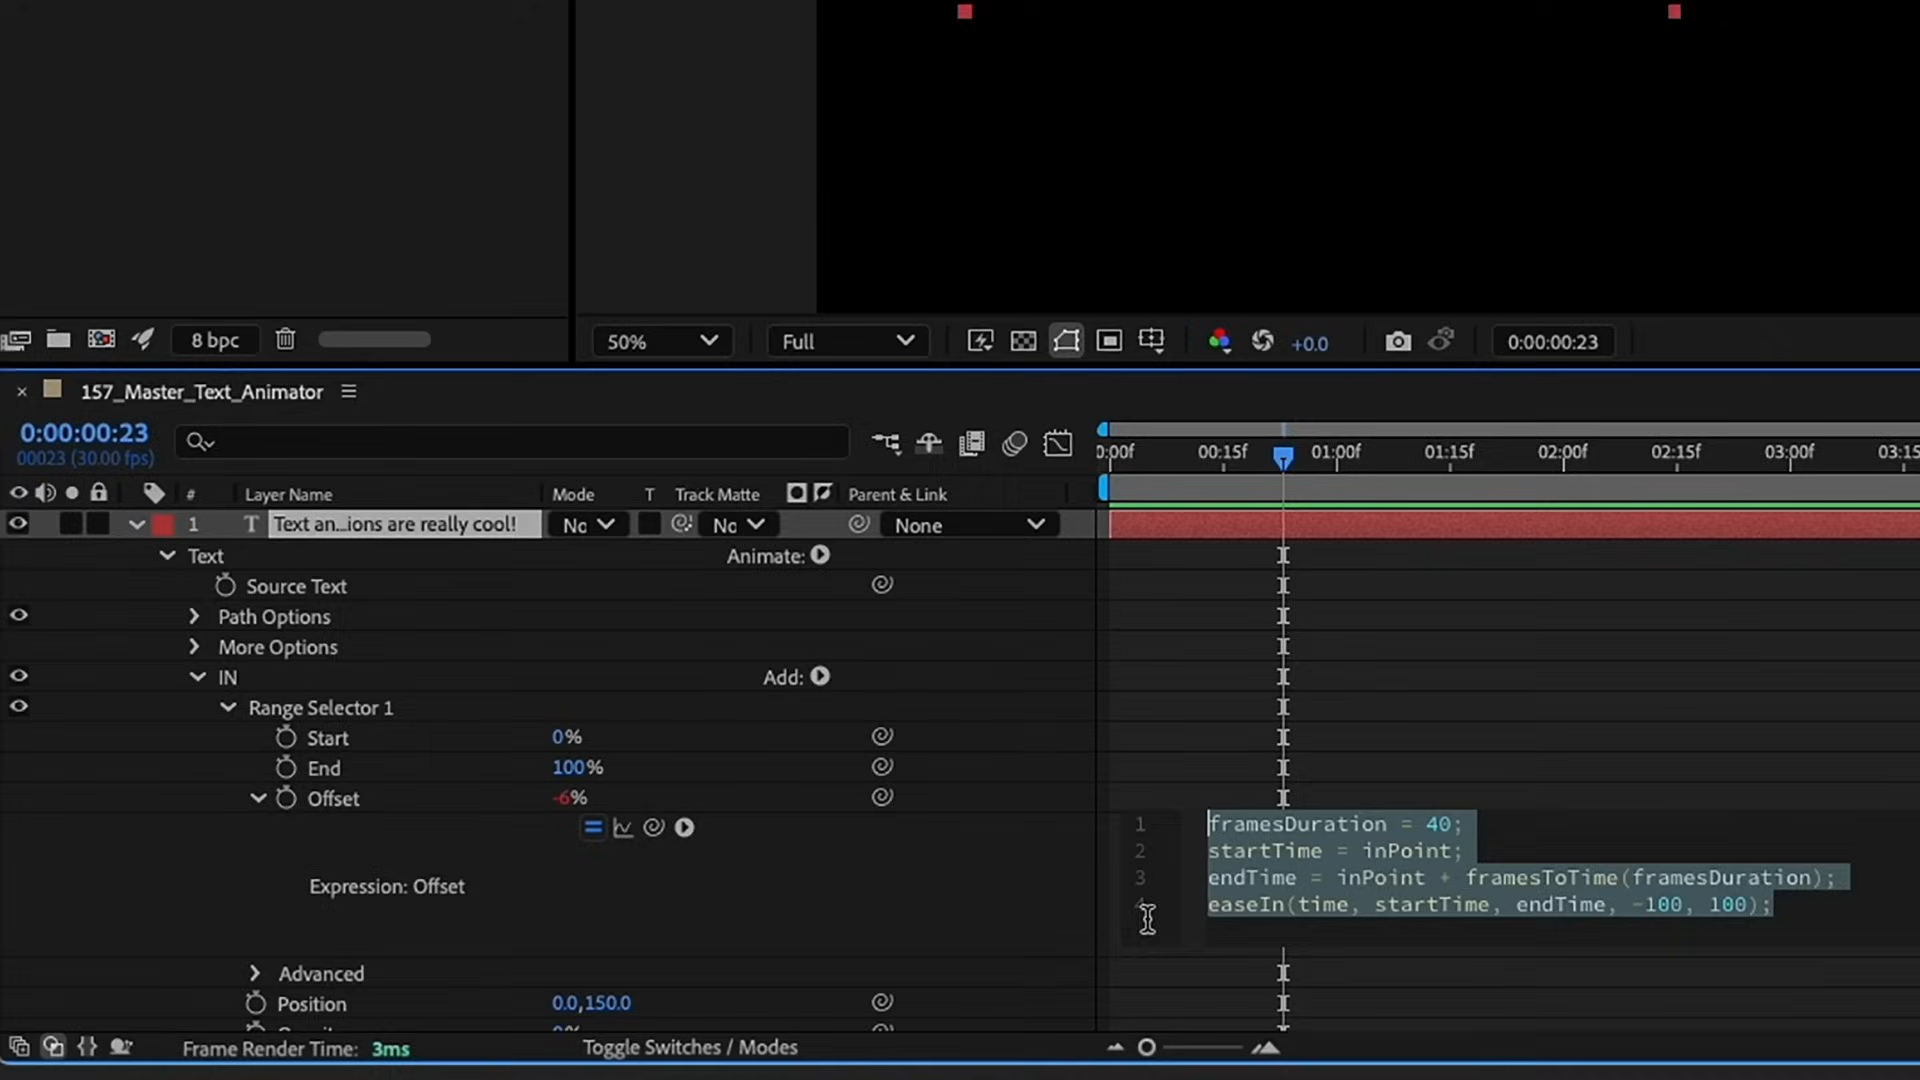 8 bpc
50%
Full
+0.0
0:00:00:23
157_Master_Text_Animator
0:00:00:23
00023 (30.00 fps)
0:00f 00:15f 01:00f 01:15f 02:00f 02:15f 03:00f 03:15
# Layer Name Mode T Track Matte Parent & Link
1 T Text an...ions are really cool! No No None
Text Animate:
Source Text
Path Options
More Options
IN Add:
Range Selector 1
Start 0%
End 100%
Offset -6%
1 framesDuration = 40;
2 startTime = inPoint;
3 endTime = inPoint + framesToTime(framesDuration);
4 easeIn(time, startTime, endTime, -100, 100);
Expression: Offset
Advanced
Position 0.0,150.0
Frame Render Time: 3ms Toggle Switches / Modes